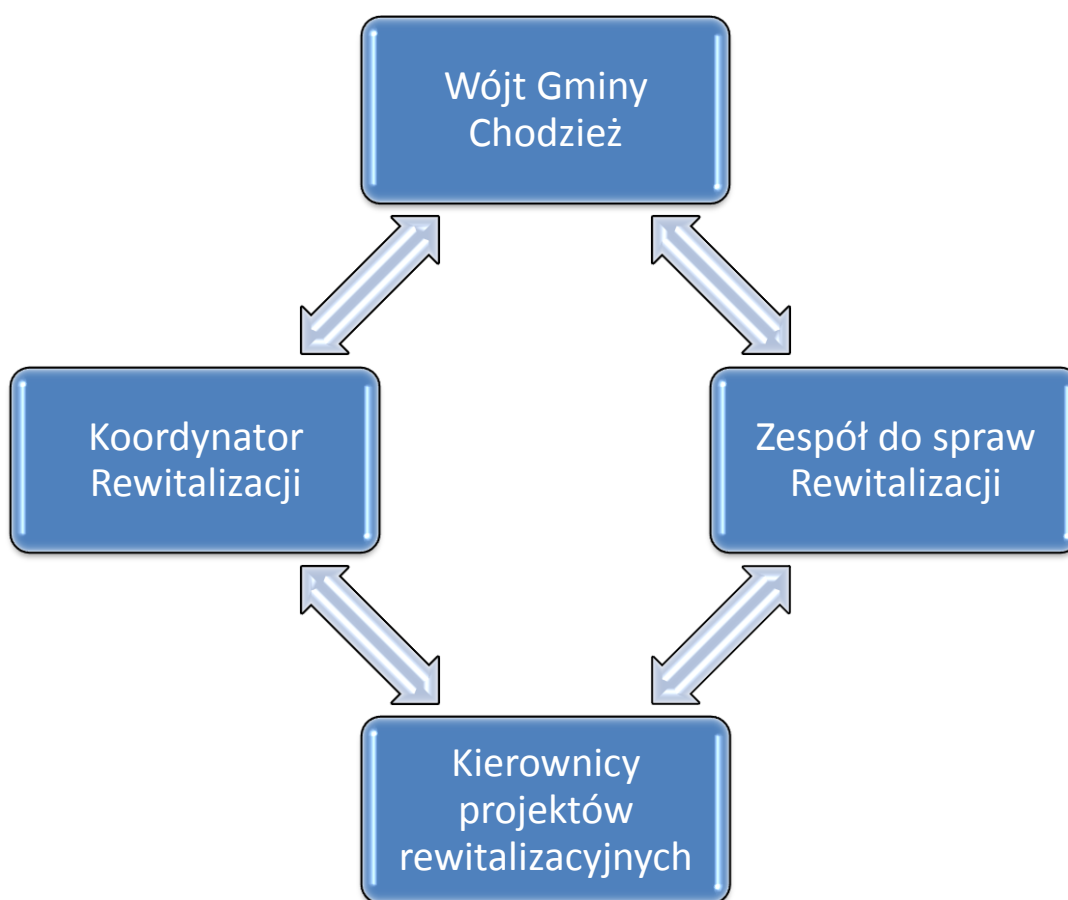 Wójt Gminy
Chodzież
Koordynator
Rewitalizacji
Zespół do spraw
Rewitalizacji
Kierownicy
projektów
rewitalizacyjnych